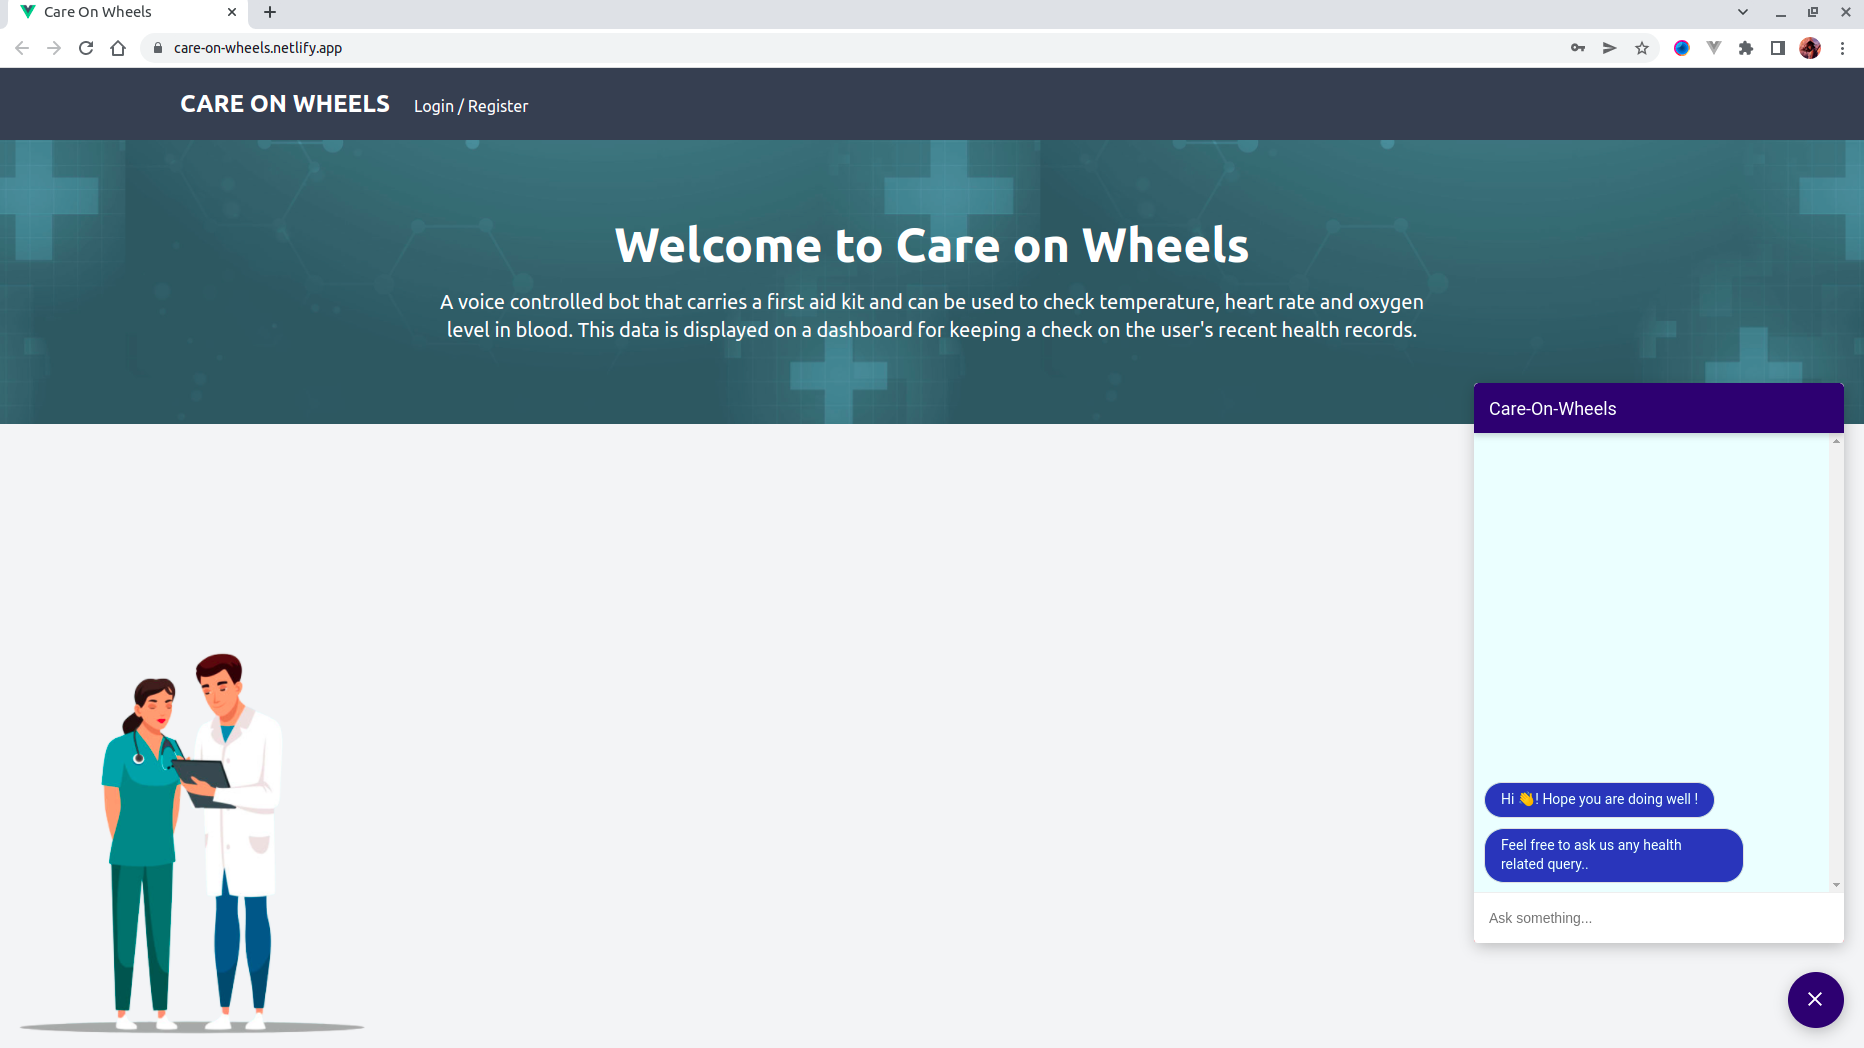 Care On Wheels
care-on-wheels.netlify.app
CARE ON WHEELS Login / Register
Welcome to Care on Wheels
A voice controlled bot that carries a first aid kit and can be used to check temperature, heart rate and oxygen
level in blood. This data is displayed on a dashboard for keeping a check on the user's recent health records.
Care-On-Wheels
Hi 👋! Hope you are doing well !
Feel free to ask us any health
related query..
Ask something...